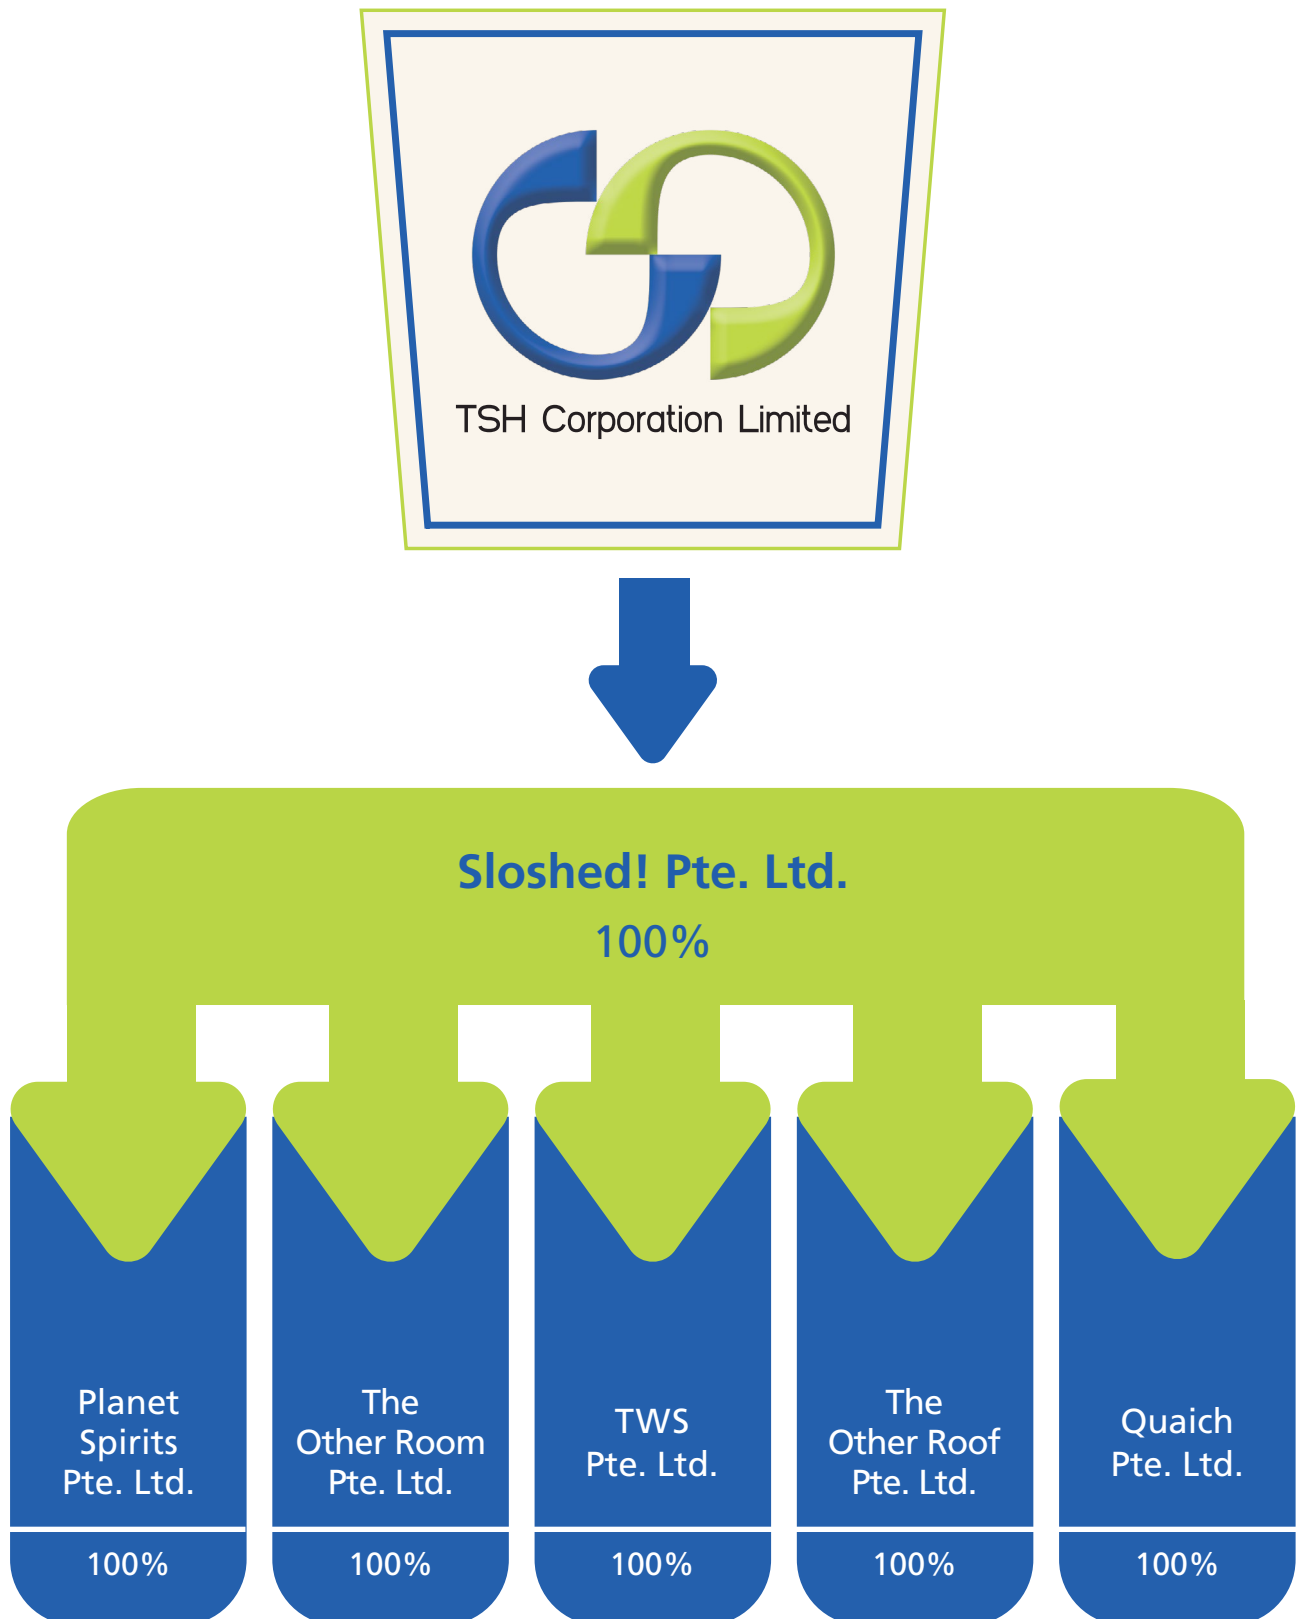 TSH Corporation Limited
Sloshed! Pte. Ltd.
100%
Planet
Spirits
Pte. Ltd.
100%
The
Other Room
Pte. Ltd.
100%
TWS
Pte. Ltd.
100%
The
Other Roof
Pte. Ltd.
100%
Quaich
Pte. Ltd.
100%